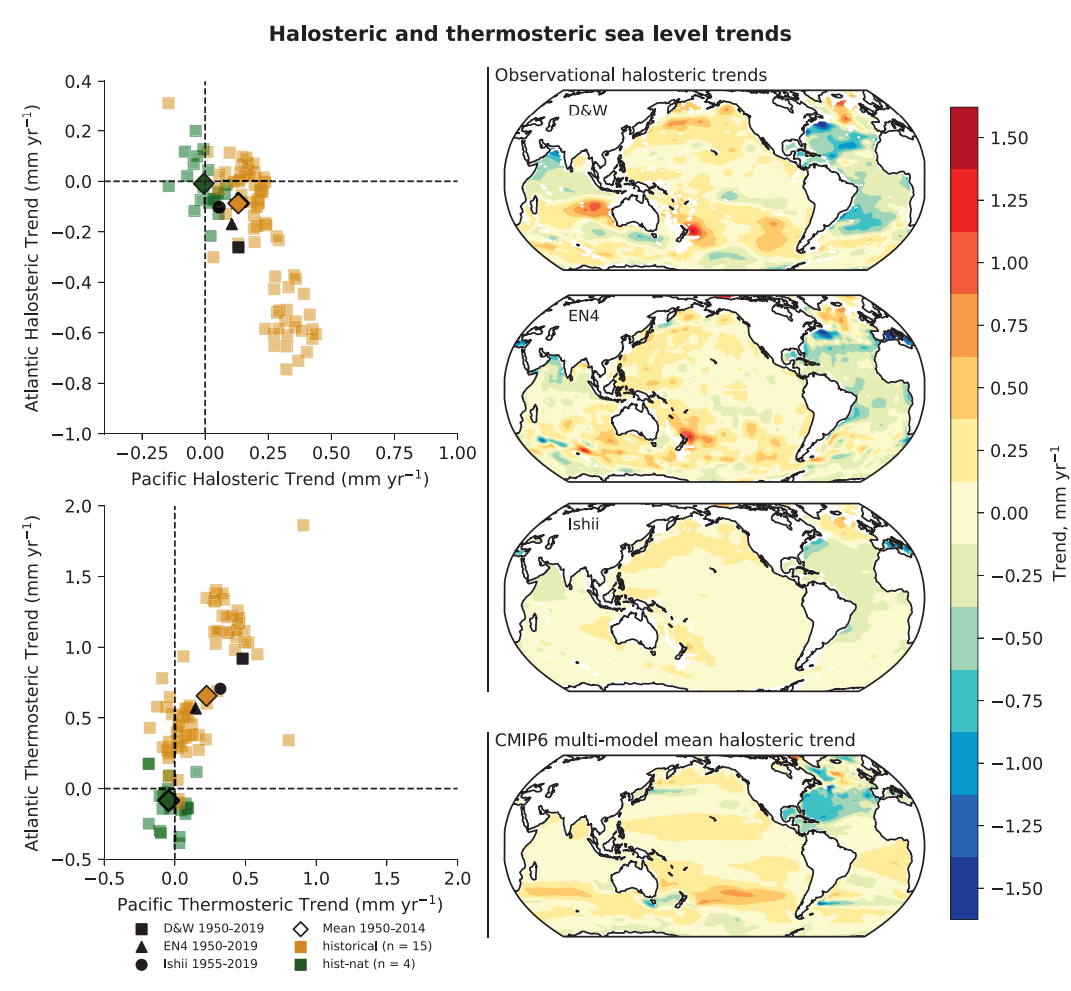 Halosteric and thermosteric sea level trends
0.4
0.2
0.0
−0.2
−0.4
−0.6
−0.8
−1.0
Atlantic Halosteric Trend (mm yr⁻¹)
−0.25 0.00 0.25 0.50 0.75 1.00
Pacific Halosteric Trend (mm yr⁻¹)
2.0
1.5
1.0
0.5
0.0
−0.5
Atlantic Thermosteric Trend (mm yr⁻¹)
−0.5 0.0 0.5 1.0 1.5 2.0
Pacific Thermosteric Trend (mm yr⁻¹)
D&W 1950-2019
EN4 1950-2019
Ishii 1955-2019
Mean 1950-2014
historical (n = 15)
hist-nat (n = 4)
Observational halosteric trends
D&W
EN4
Ishii
CMIP6 multi-model mean halosteric trend
1.50
1.25
1.00
0.75
0.50
0.25
0.00
−0.25
−0.50
−0.75
−1.00
−1.25
−1.50
Trend, mm yr⁻¹